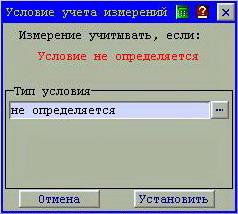 Условие учета измерений
Измерение учитывать, если:
Условие не определяется
Тип условия
не определяется
Отмена Установить